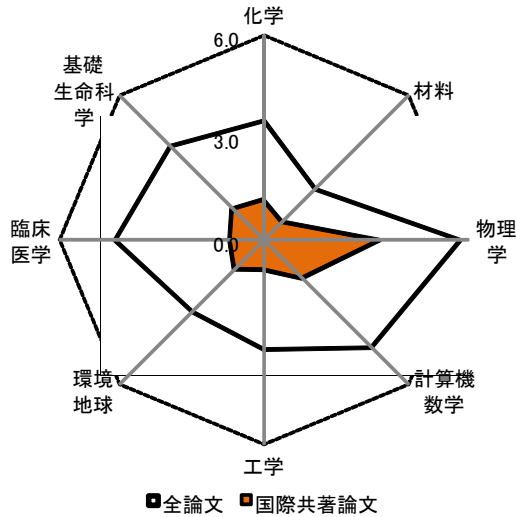 化学
6.0
基礎
生命科
学
材料
3.0
臨床
医学
0.0
物理
学
環境
地球
計算機
数学
工学
全論文 国際共著論文